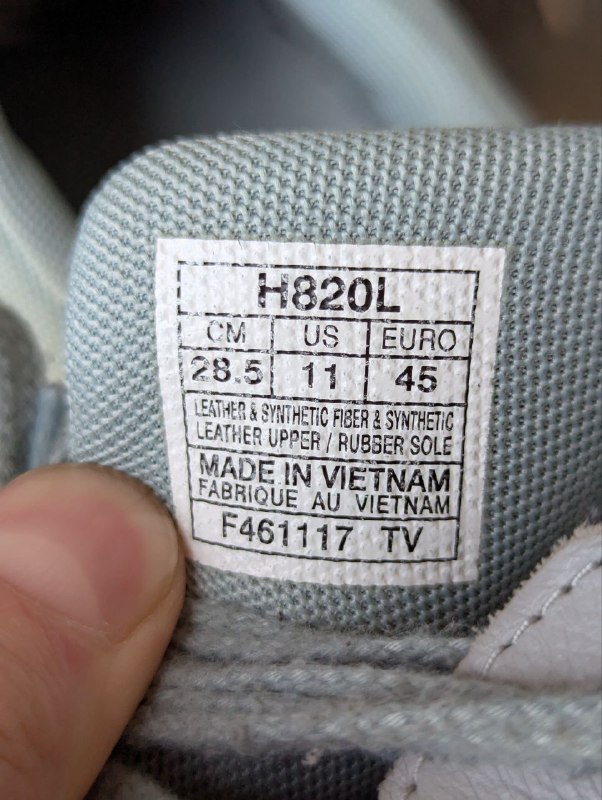 H820L
CM US EURO
28.5 11 45
LEATHER & SYNTHETIC FIBER & SYNTHETIC
LEATHER UPPER / RUBBER SOLE
MADE IN VIETNAM
FABRIQUE AU VIETNAM
F461117 TV